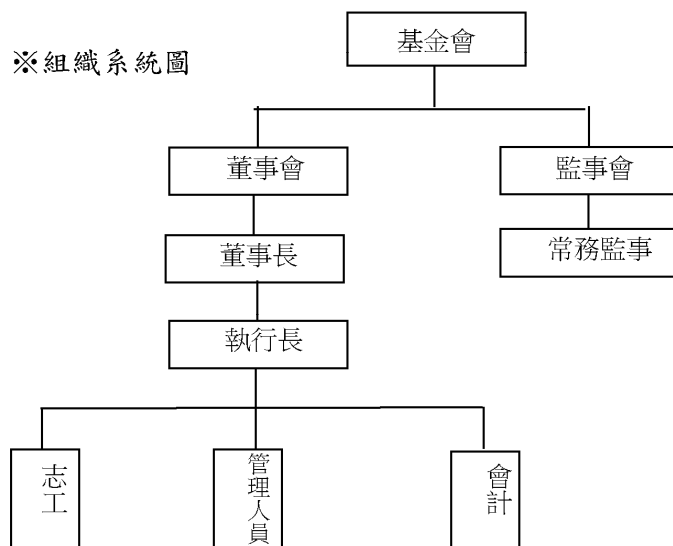 基金會
※組織系統圖
董事會
監事會
董事長
常務監事
執行長
志工
管理人員
會計